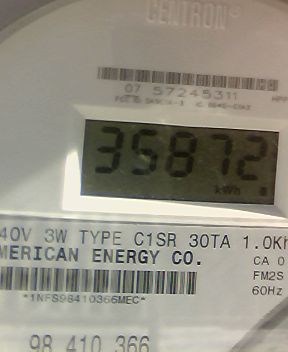 CENTRON®
07 57245311
35872
kWh
40V 3W TYPE C1SR 30TA 1.0Kh
MERICAN ENERGY CO.
CA 0
FM2S
60Hz
*1NFS98410366MEC*
98 410 366